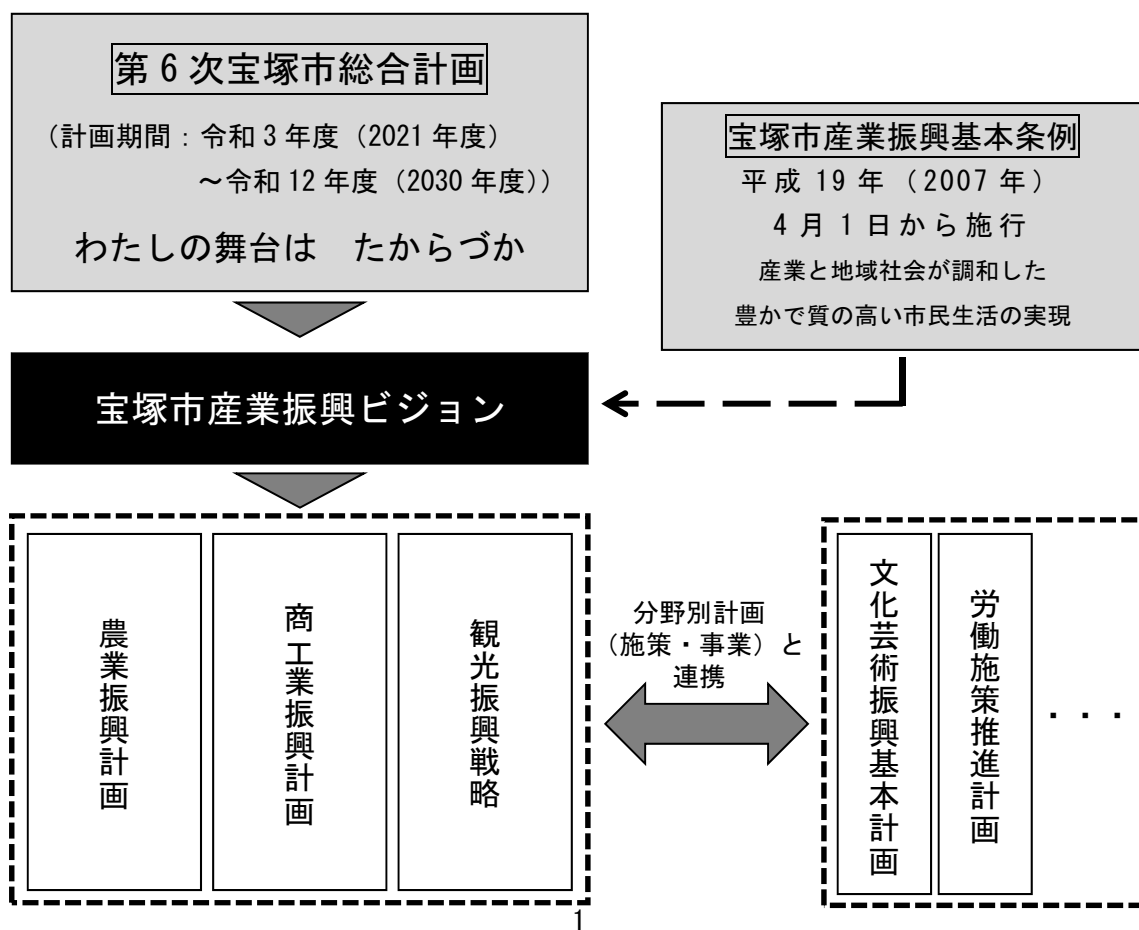 第6次宝塚市総合計画
（計画期間：令和3年度（2021年度）
～令和12年度（2030年度））
わたしの舞台は　たからづか
宝塚市産業振興基本条例
平成19年（2007年）
4月1日から施行
産業と地域社会が調和した
豊かで質の高い市民生活の実現
宝塚市産業振興ビジョン
農業振興計画
商工業振興計画
観光振興戦略
分野別計画
（施策・事業）と
連携
文化芸術振興基本計画
労働施策推進計画
・・・
1